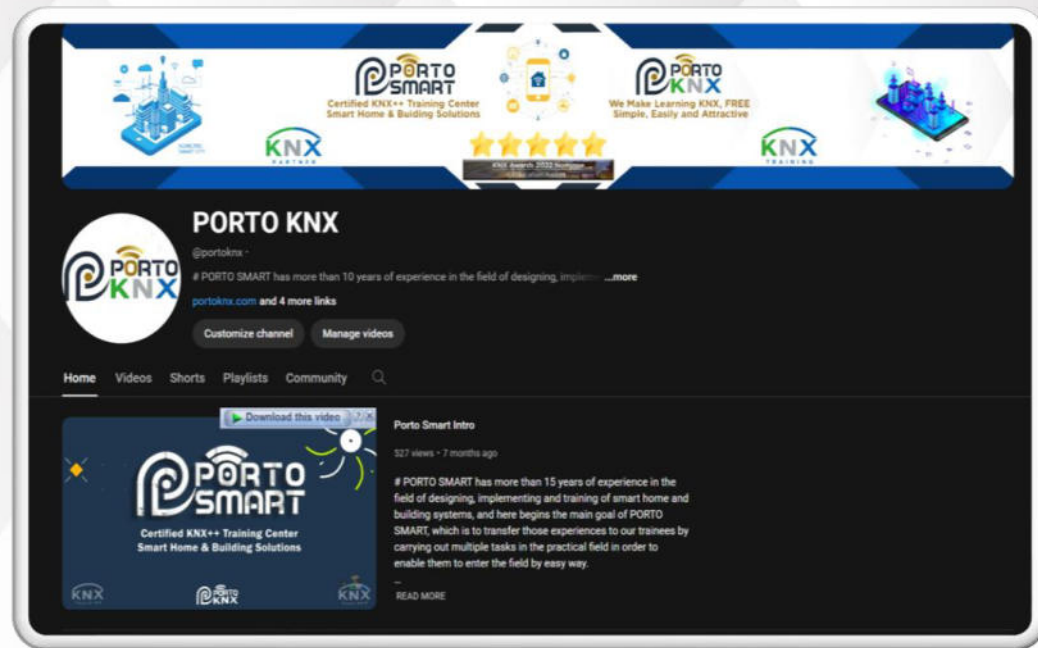 PORTO
SMART
Certified KNX++ Training Center
Smart Home & Buiding Solutions
KNX
PARTNER
KNX Awards 2022 Nominee
PORTO
KNX
We Make Learning KNX, FREE
Simple, Easily and Attractive
KNX
TRAINING
PORTO
KNX
PORTO KNX
@portoknx
# PORTO SMART has more than 10 years of experience in the field of designing, impleme ...more
portoknx.com and 4 more links
Customize channel
Manage videos
Home Videos Shorts Playlists Community
Download this video ? X
PORTO
SMART
Certified KNX++ Training Center
Smart Home & Building Solutions
KNX
PORTO
KNX
KNX
Porto Smart Intro
527 views • 7 months ago
# PORTO SMART has more than 15 years of experience in the
field of designing, implementing and training of smart home and
building systems, and here begins the main goal of PORTO
SMART, which is to transfer those experiences to our trainees by
carrying out multiple tasks in the practical field in order to
enable them to enter the field by easy way.
...
READ MORE